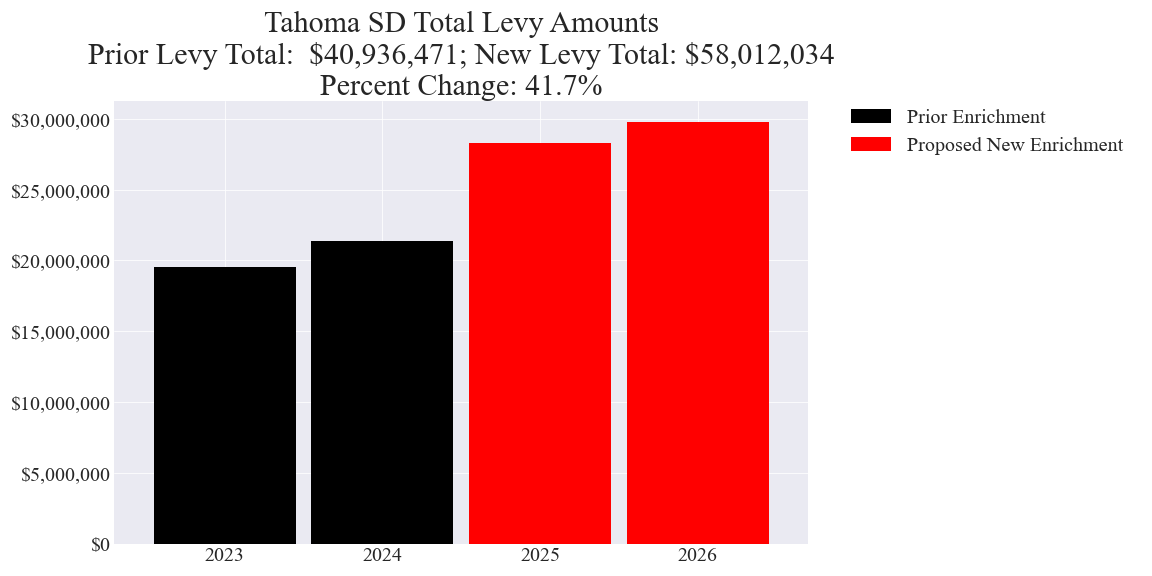 Tahoma SD Total Levy Amounts
Prior Levy Total:  $40,936,471; New Levy Total: $58,012,034
Percent Change: 41.7%
Prior Enrichment
Proposed New Enrichment
$30,000,000
$25,000,000
$20,000,000
$15,000,000
$10,000,000
$5,000,000
$0
2023 2024 2025 2026